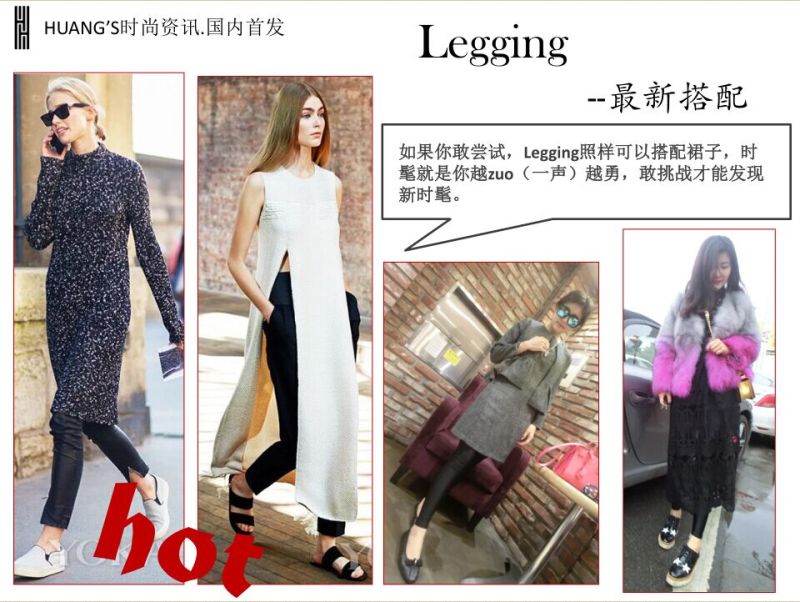 HUANG'S时尚资讯.国内首发
Legging
--最新搭配
如果你敢尝试，Legging照样可以搭配裙子，时
髦就是你越zuo（一声）越勇，敢挑战才能发现
新时髦。
hot